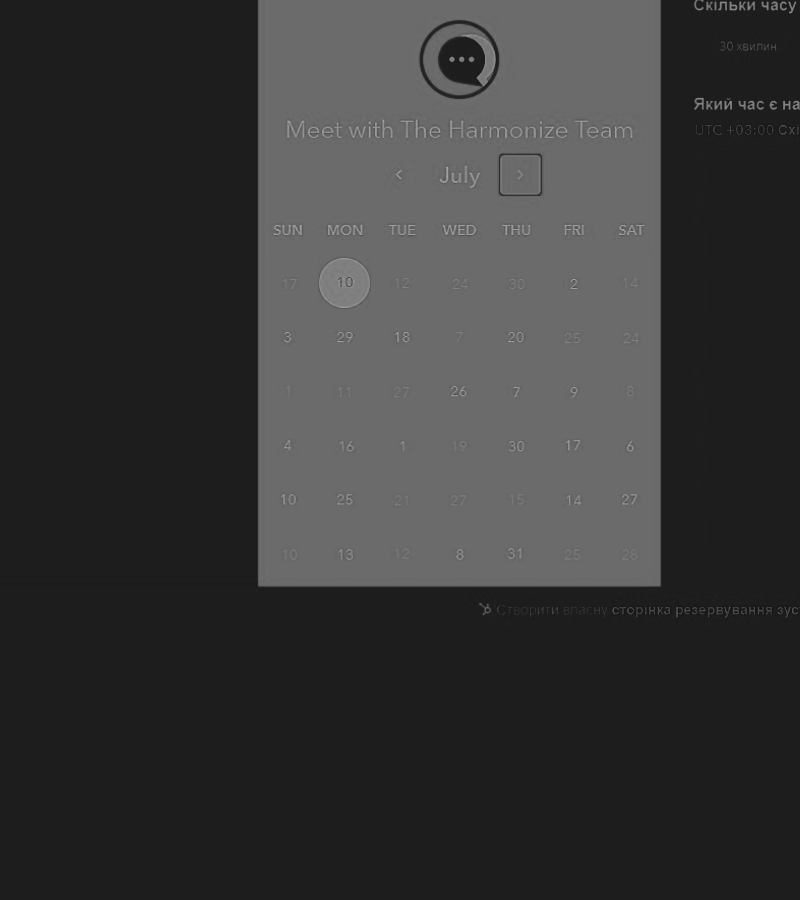 Скільки часу
30 хвилин
Який час є на
UTC +03:00 Схі
Meet with The Harmonize Team
July
SUN MON TUE WED THU FRI SAT
17 10 12 24 30 2 14
3 29 18 7 20 25 24
1 11 27 26 7 9 8
4 16 1 19 30 17 6
10 25 21 27 15 14 27
10 13 12 8 31 25 28
Створити власну сторінка резервування зус